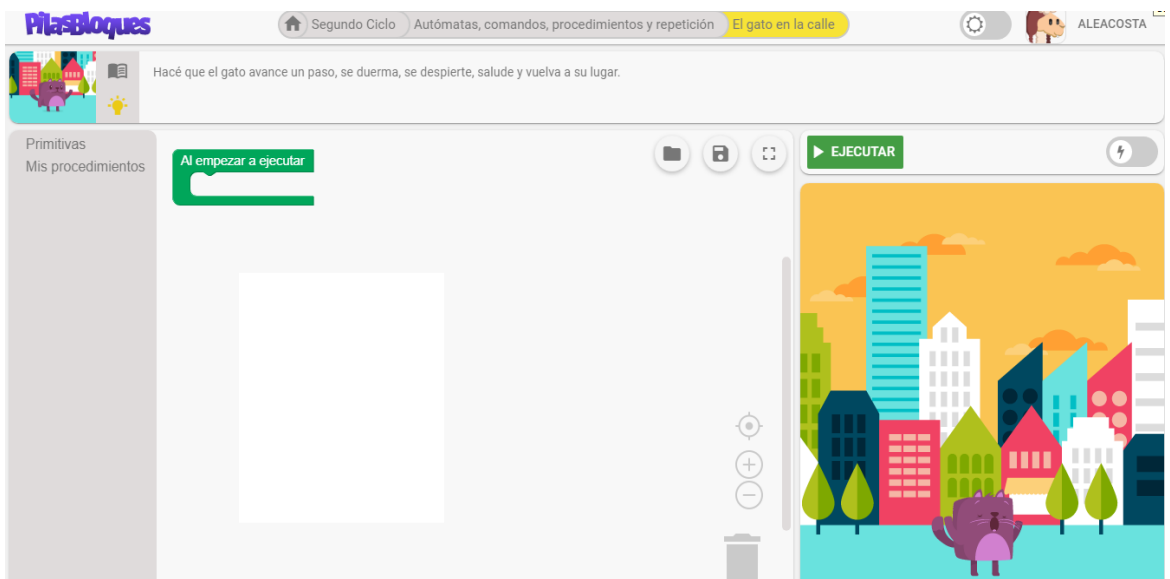 PilasBloques
Segundo Ciclo
Autómatas, comandos, procedimientos y repetición
El gato en la calle
ALEACOSTA
Hacé que el gato avance un paso, se duerma, se despierte, salude y vuelva a su lugar.
Primitivas
Mis procedimientos
Al empezar a ejecutar
EJECUTAR